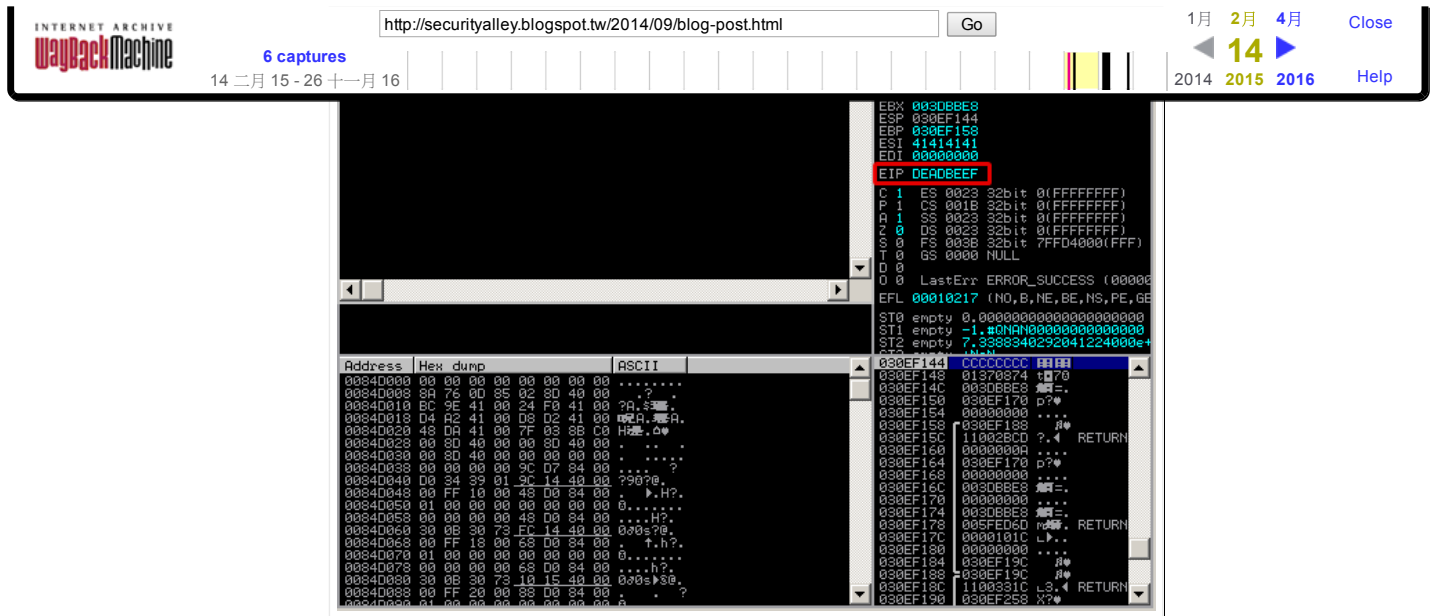 INTERNET ARCHIVE
WayBackMachine
http://securityalley.blogspot.tw/2014/09/blog-post.html
Go
6 captures
14 二月 15 - 26 十一月 16
1月 2月 4月
14
2014 2015 2016
Close
Help
EBX 003DBBE8
ESP 030EF144
EBP 030EF158
ESI 41414141
EDI 00000000
EIP DEADBEEF
C 1 ES 0023 32bit 0(FFFFFFFF)
P 1 CS 001B 32bit 0(FFFFFFFF)
A 1 SS 0023 32bit 0(FFFFFFFF)
Z 0 DS 0023 32bit 0(FFFFFFFF)
S 0 FS 003B 32bit 7FFD4000(FFF)
T 0 GS 0000 NULL
D 0
O 0 LastErr ERROR_SUCCESS (00000
EFL 00010217 (NO,B,NE,BE,NS,PE,GE
ST0 empty 0.0000000000000000000
ST1 empty -1.#QNAN00000000000000
ST2 empty 7.3388340292041224000e+
Address Hex dump ASCII
0084D000 00 00 00 00 00 00 00 00 ........
0084D008 8A 76 0D 85 02 8D 40 00
0084D010 BC 9E 41 00 24 F0 41 00
0084D018 D4 A2 41 00 D8 D2 41 00
0084D020 48 DA 41 00 7F 03 8B C0
0084D028 00 8D 40 00 00 8D 40 00
0084D030 00 8D 40 00 00 00 00 00
0084D038 00 00 00 00 9C D7 84 00
0084D040 D0 34 39 01 9C 14 40 00
0084D048 00 FF 10 00 48 D0 84 00
0084D050 01 00 00 00 00 00 00 00
0084D058 00 00 00 00 48 D0 84 00 ....H?.
0084D060 30 0B 30 73 FC 14 40 00
0084D068 00 FF 18 00 68 D0 84 00
0084D070 01 00 00 00 00 00 00 00
0084D078 00 00 00 00 68 D0 84 00 ....h?.
0084D080 30 0B 30 73 10 15 40 00
0084D088 00 FF 20 00 88 D0 84 00
0084D090 01 00 00 00 00 00 00 00
030EF144 CCCCCCCC
030EF148 01370874
030EF14C 003DBBE8
030EF150 030EF170 p?♥
030EF154 00000000 ....
030EF158 030EF188
030EF15C 11002BCD ?.◄ RETURN
030EF160 0000000A ....
030EF164 030EF170 p?♥
030EF168 00000000 ....
030EF16C 003DBBE8
030EF170 00000000 ....
030EF174 003DBBE8
030EF178 005FED6D RETURN
030EF17C 0000101C ∟►..
030EF180 00000000 ....
030EF184 030EF19C
030EF188 030EF19C
030EF18C 1100331C ∟3.◄ RETURN
030EF190 030EF258 X?♥